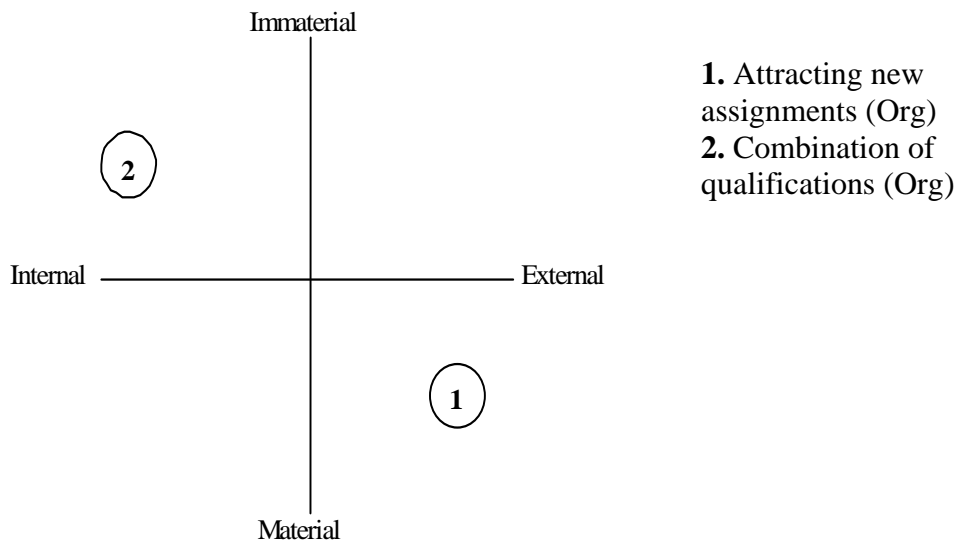 Immaterial
1. Attracting new
assignments (Org)
2. Combination of
qualifications (Org)
2
Internal
External
1
Material